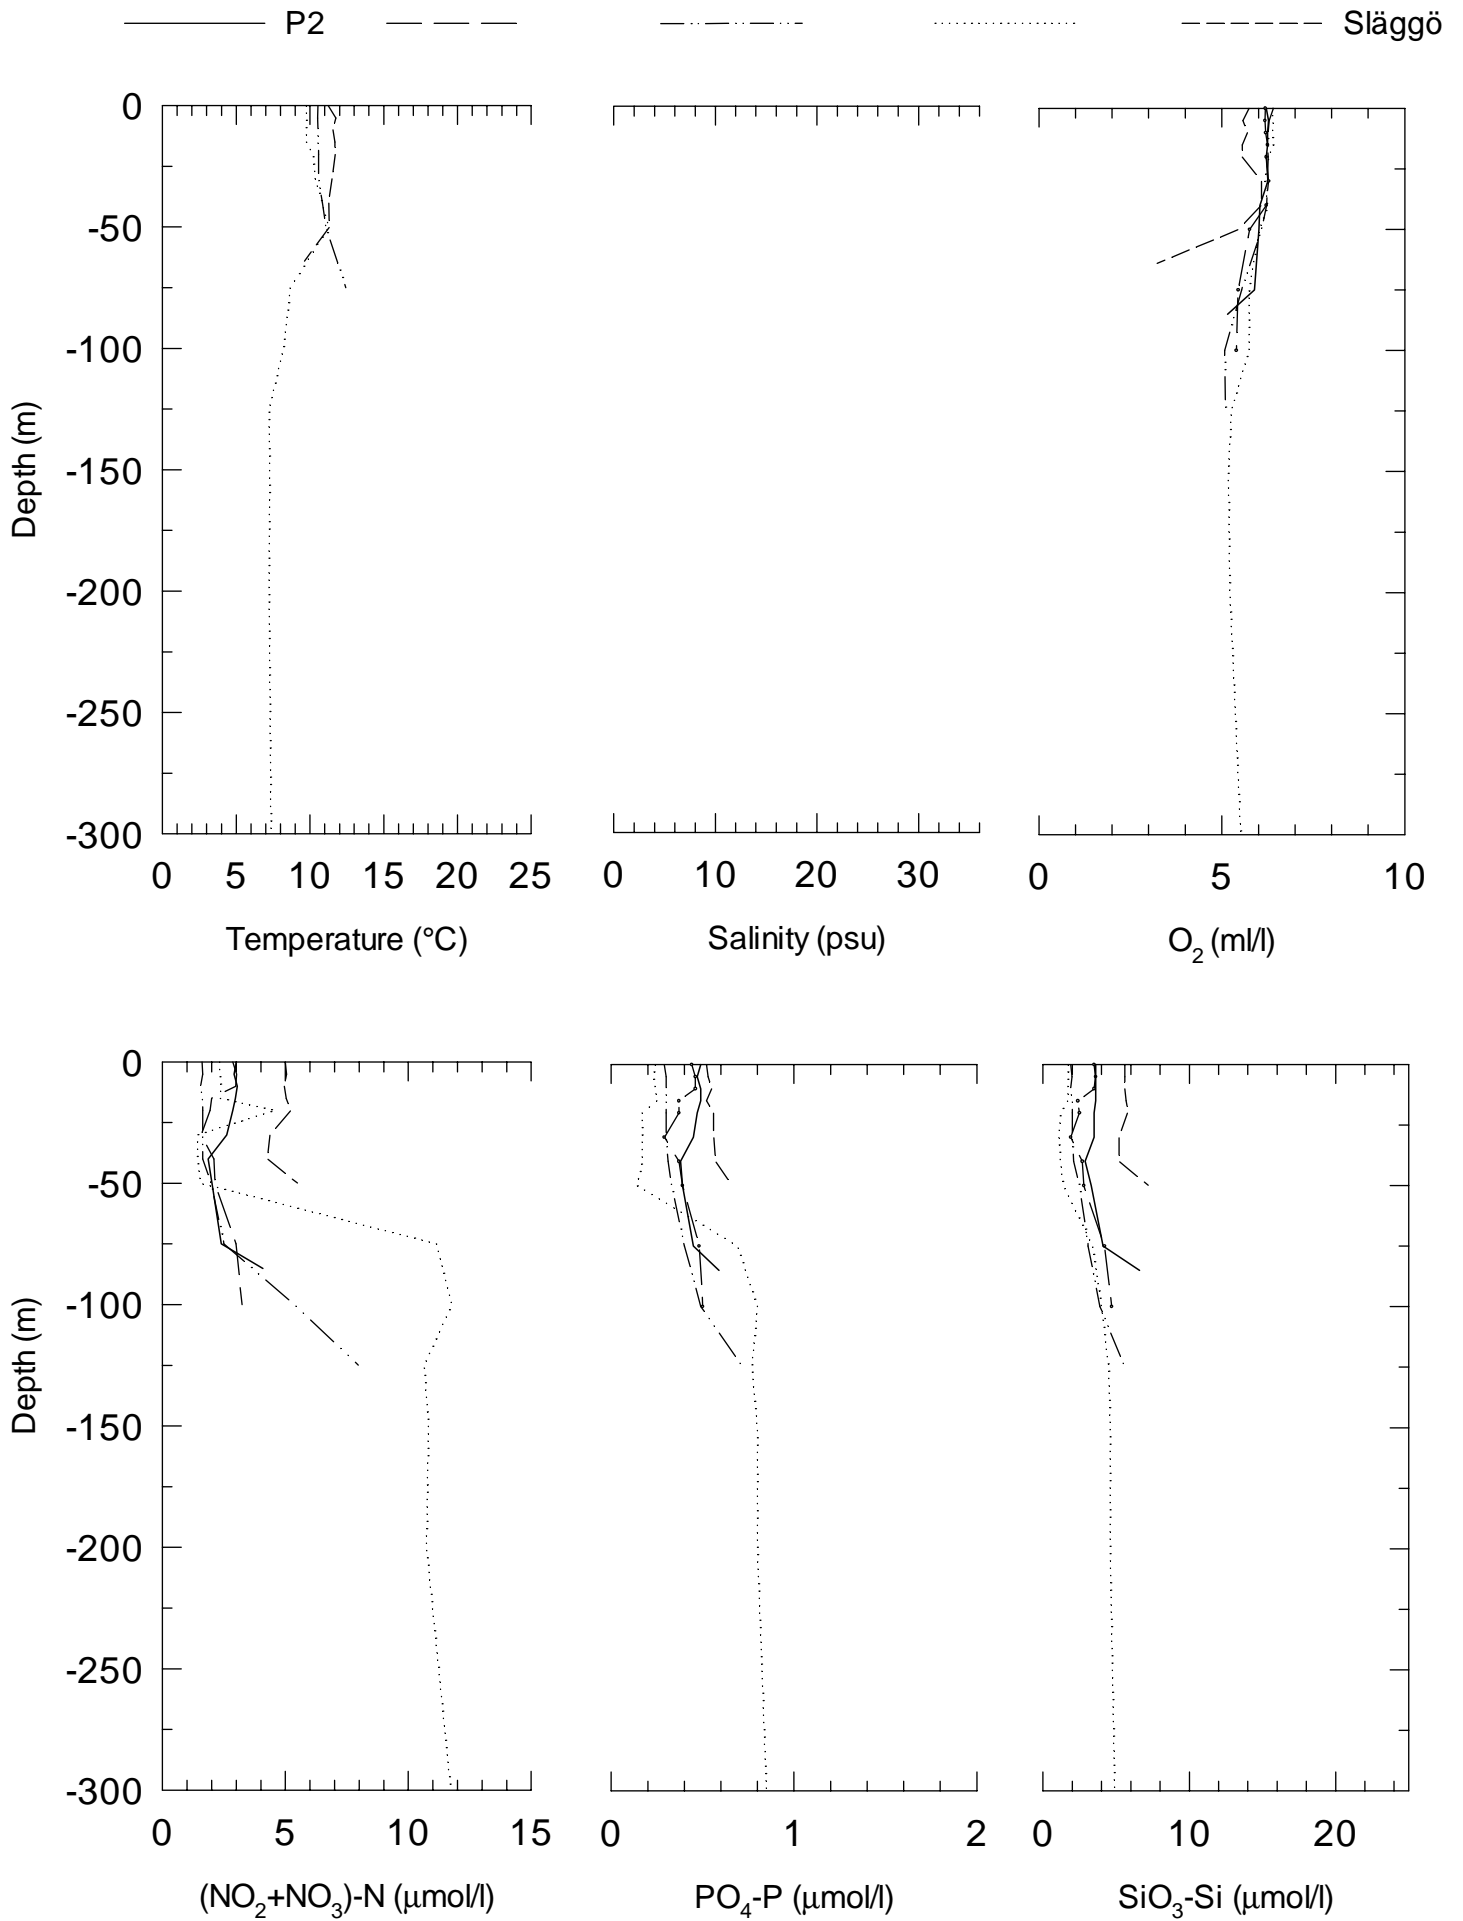 P2 Släggö
0
-50
-100
-150
-200
-250
-300
Depth (m)
0 5 10 15 20 25
Temperature (°C)
0 10 20 30
Salinity (psu)
0 5 10
O2 (ml/l)
0
-50
-100
-150
-200
-250
-300
Depth (m)
0 5 10 15
(NO2+NO3)-N (µmol/l)
0 1 2
PO4-P (µmol/l)
0 10 20
SiO3-Si (µmol/l)